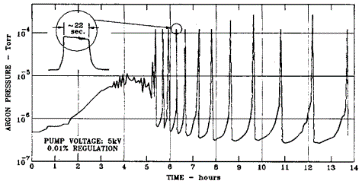 ~22
sec.
10⁻⁴
10⁻⁵
10⁻⁶
10⁻⁷
ARGON PRESSURE - Torr
PUMP VOLTAGE: 5kV
0.01% REGULATION
0 1 2 3 4 5 6 7 8 9 10 11 12 13 14
TIME - hours